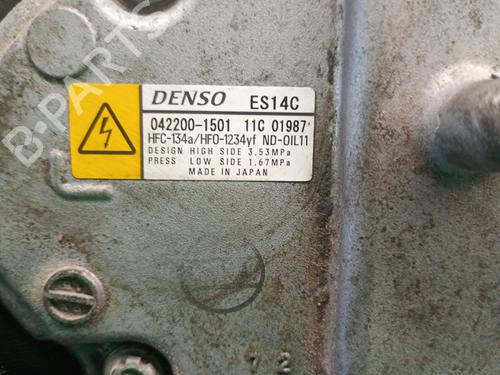 B-PARTS
DENSO ES14C
042200-1501 11C 01987
HFC-134a/HFO-1234yf ND-OIL11
DESIGN HIGH SIDE 3.53MPa
PRESS LOW SIDE 1.67MPa
MADE IN JAPAN
72